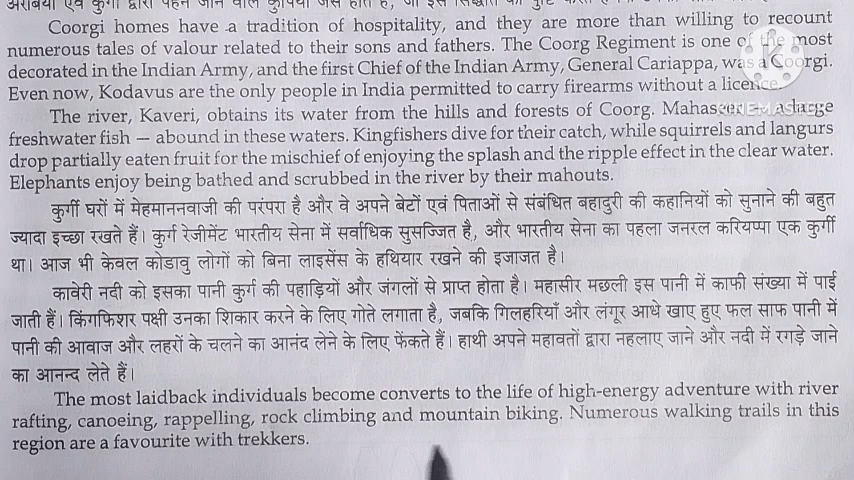 अरबियों एवं कुर्दों द्वारा पहने जाने वाले कुफिया जैसे होते हैं, जो इस सिद्धांत की पुष्टि करते हैं
Coorgi homes have a tradition of hospitality, and they are more than willing to recount
numerous tales of valour related to their sons and fathers. The Coorg Regiment is one of the most
decorated in the Indian Army, and the first Chief of the Indian Army, General Cariappa, was a Coorgi.
Even now, Kodavus are the only people in India permitted to carry firearms without a licence.
KINEMASTER
The river, Kaveri, obtains its water from the hills and forests of Coorg. Mahaseer — a large
freshwater fish — abound in these waters. Kingfishers dive for their catch, while squirrels and langurs
drop partially eaten fruit for the mischief of enjoying the splash and the ripple effect in the clear water.
Elephants enjoy being bathed and scrubbed in the river by their mahouts.
कुर्गी घरों में मेहमाननवाजी की परंपरा है और वे अपने बेटों एवं पिताओं से संबंधित बहादुरी की कहानियों को सुनाने की बहुत
ज्यादा इच्छा रखते हैं। कुर्ग रेजीमेंट भारतीय सेना में सर्वाधिक सुसज्जित है, और भारतीय सेना का पहला जनरल करियप्पा एक कुर्गी
था। आज भी केवल कोडावु लोगों को बिना लाइसेंस के हथियार रखने की इजाजत है।
कावेरी नदी को इसका पानी कुर्ग की पहाड़ियों और जंगलों से प्राप्त होता है। महासीर मछली इस पानी में काफी संख्या में पाई
जाती हैं। किंगफिशर पक्षी उनका शिकार करने के लिए गोते लगाता है, जबकि गिलहरियाँ और लंगूर आधे खाए हुए फल साफ पानी में
पानी की आवाज और लहरों के चलने का आनंद लेने के लिए फेंकते हैं। हाथी अपने महावतों द्वारा नहलाए जाने और नदी में रगड़े जाने
का आनन्द लेते हैं।
The most laidback individuals become converts to the life of high-energy adventure with river
rafting, canoeing, rappelling, rock climbing and mountain biking. Numerous walking trails in this
region are a favourite with trekkers.